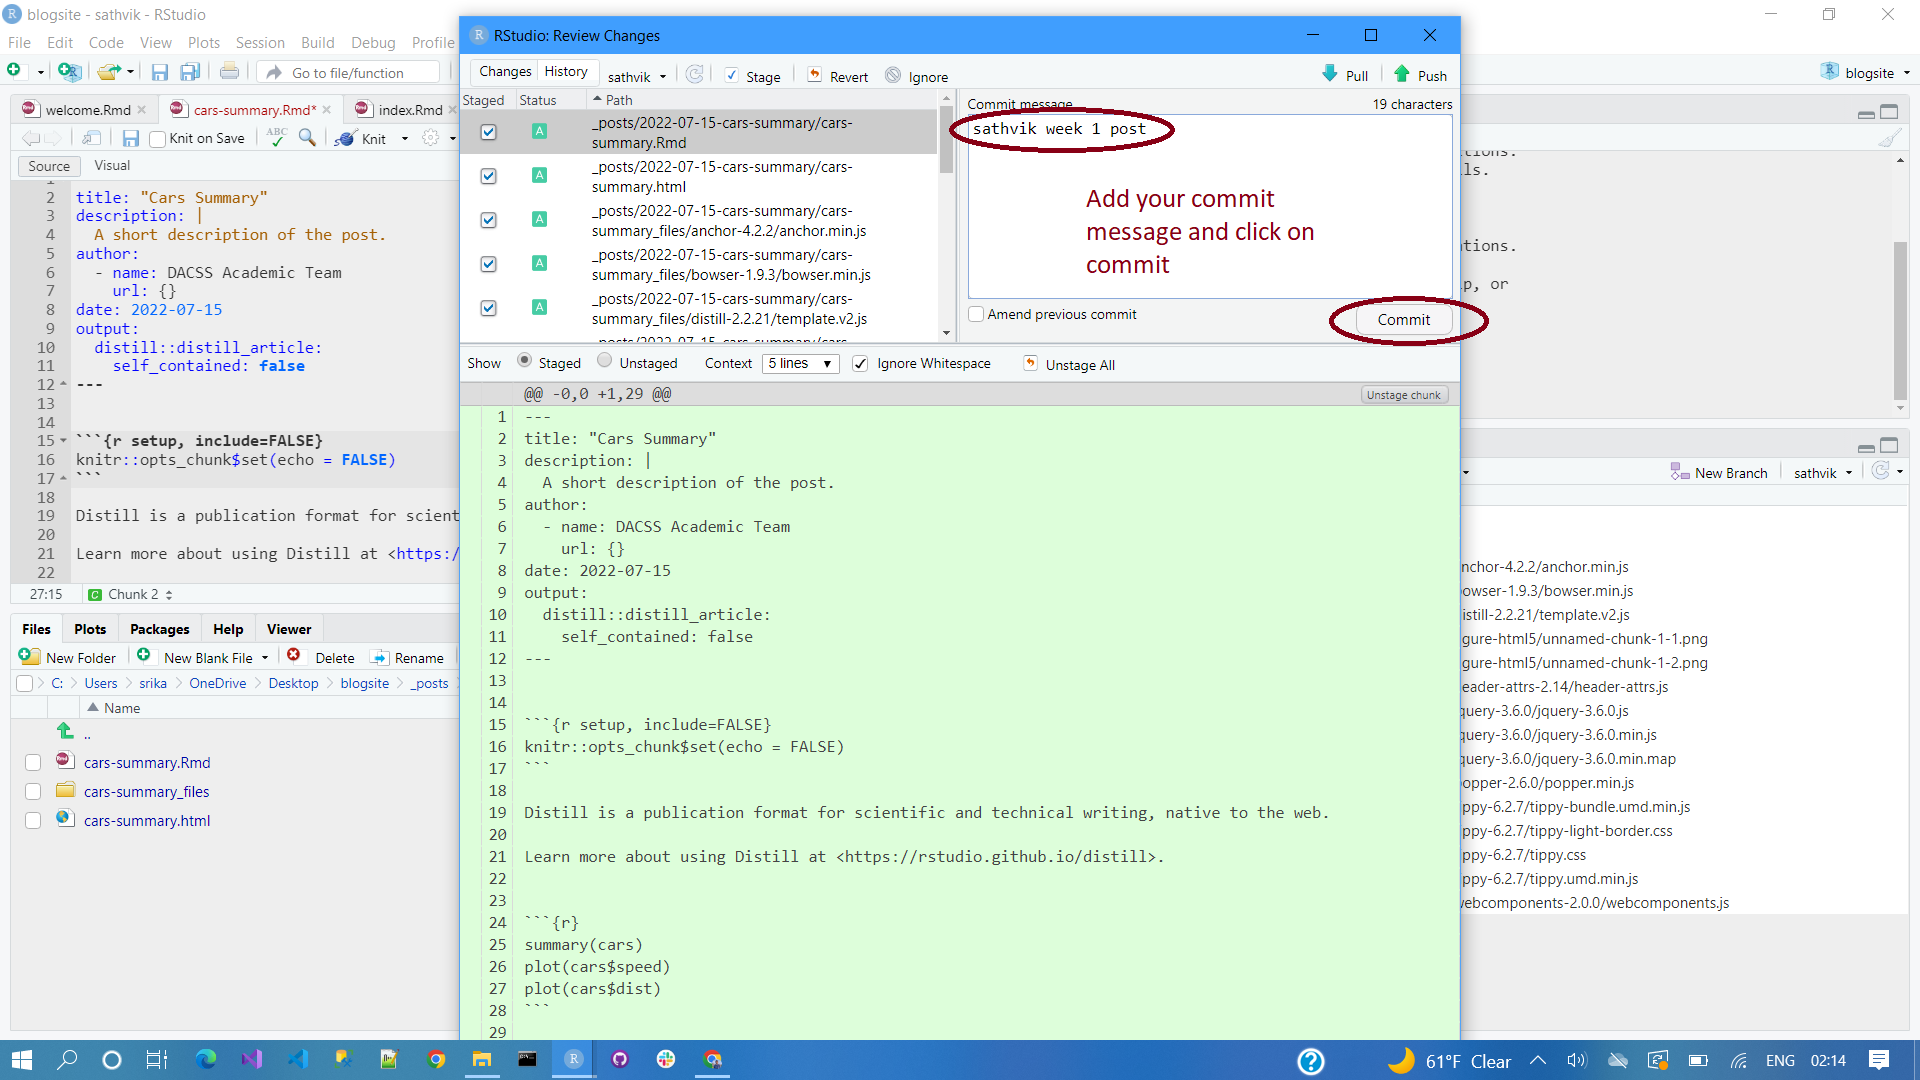 blogsite - sathvik - RStudio
File Edit Code View Plots Session Build Debug Profile
Go to file/function
blogsite
welcome.Rmd cars-summary.Rmd* index.Rmd
Knit on Save Knit
Source Visual
1
2 title: "Cars Summary"
3 description: |
4 A short description of the post.
5 author:
6 - name: DACSS Academic Team
7 url: {}
8 date: 2022-07-15
9 output:
10 distill::distill_article:
11 self_contained: false
12 ---
13
14
15 ```{r setup, include=FALSE}
16 knitr::opts_chunk$set(echo = FALSE)
17 ```
18
19 Distill is a publication format for scient
20
21 Learn more about using Distill at <https:/
22
27:15 Chunk 2
Files Plots Packages Help Viewer
New Folder New Blank File Delete Rename
C: Users srika OneDrive Desktop blogsite _posts
Name
..
cars-summary.Rmd
cars-summary_files
cars-summary.html
RStudio: Review Changes
Changes History sathvik Stage Revert Ignore Pull Push
Staged Status Path
A _posts/2022-07-15-cars-summary/cars-
summary.Rmd
A _posts/2022-07-15-cars-summary/cars-
summary.html
A _posts/2022-07-15-cars-summary/cars-
summary_files/anchor-4.2.2/anchor.min.js
A _posts/2022-07-15-cars-summary/cars-
summary_files/bowser-1.9.3/bowser.min.js
A _posts/2022-07-15-cars-summary/cars-
summary_files/distill-2.2.21/template.v2.js
_posts/2022-07-15-cars-summary/cars-
Commit message 19 characters
sathvik week 1 post
Add your commit
message and click on
commit
Amend previous commit
Commit
Show Staged Unstaged Context 5 lines Ignore Whitespace Unstage All
@@ -0,0 +1,29 @@ Unstage chunk
1 ---
2 title: "Cars Summary"
3 description: |
4 A short description of the post.
5 author:
6 - name: DACSS Academic Team
7 url: {}
8 date: 2022-07-15
9 output:
10 distill::distill_article:
11 self_contained: false
12 ---
13
14
15 ```{r setup, include=FALSE}
16 knitr::opts_chunk$set(echo = FALSE)
17 ```
18
19 Distill is a publication format for scientific and technical writing, native to the web.
20
21 Learn more about using Distill at <https://rstudio.github.io/distill>.
22
23
24 ```{r}
25 summary(cars)
26 plot(cars$speed)
27 plot(cars$dist)
28 ```
29
tions.
ls.
tions.
p, or
New Branch sathvik
nchor-4.2.2/anchor.min.js
owser-1.9.3/bowser.min.js
istill-2.2.21/template.v2.js
gure-html5/unnamed-chunk-1-1.png
gure-html5/unnamed-chunk-1-2.png
eader-attrs-2.14/header-attrs.js
query-3.6.0/jquery-3.6.0.js
query-3.6.0/jquery-3.6.0.min.js
query-3.6.0/jquery-3.6.0.min.map
opper-2.6.0/popper.min.js
ppy-6.2.7/tippy-bundle.umd.min.js
ppy-6.2.7/tippy-light-border.css
ppy-6.2.7/tippy.css
ppy-6.2.7/tippy.umd.min.js
ebcomponents-2.0.0/webcomponents.js
61°F Clear ENG 02:14